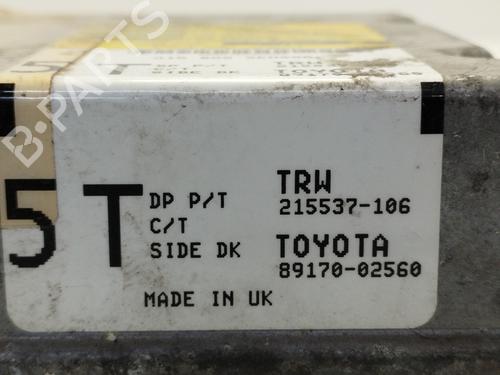 B-PARTS
5 T
DP P/T TRW
C/T 215537-106
SIDE DK TOYOTA
89170-02560
MADE IN UK